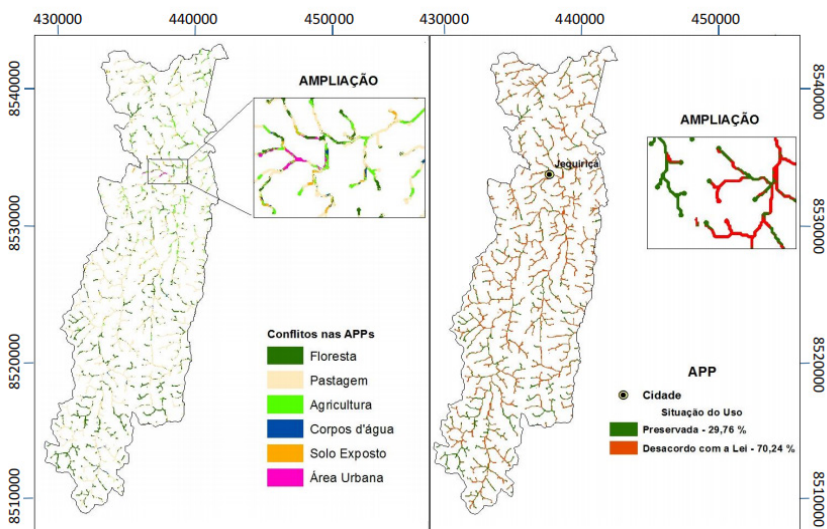 430000 440000 450000 430000 440000 450000
8540000
8530000
8520000
8510000
AMPLIAÇÃO
Conflitos nas APPs
Floresta
Pastagem
Agricultura
Corpos d'água
Solo Exposto
Área Urbana
AMPLIAÇÃO
Jequiriçá
APP
Cidade
Situação do Uso
Preservada - 29,76 %
Desacordo com a Lei - 70,24 %
8540000
8530000
8520000
8510000